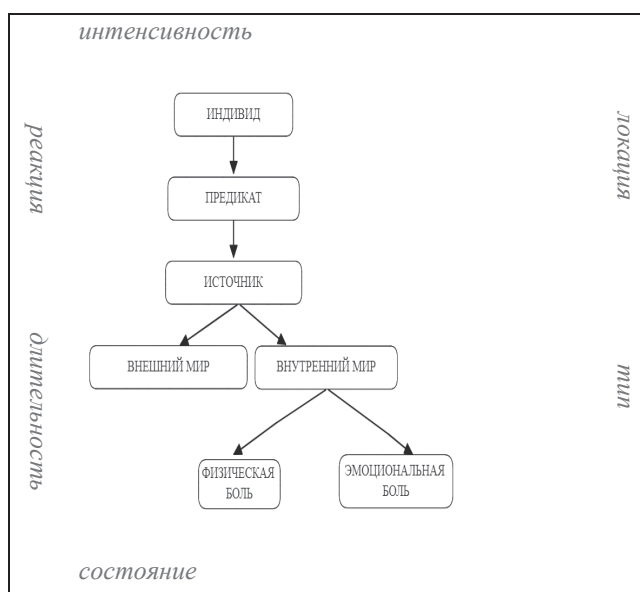 интенсивность
ИНДИВИД
реакция
локация
ПРЕДИКАТ
ИСТОЧНИК
длительность
ВНЕШНИЙ МИР
ВНУТРЕННИЙ МИР
тип
ФИЗИЧЕСКАЯ
БОЛЬ
ЭМОЦИОНАЛЬНАЯ
БОЛЬ
состояние